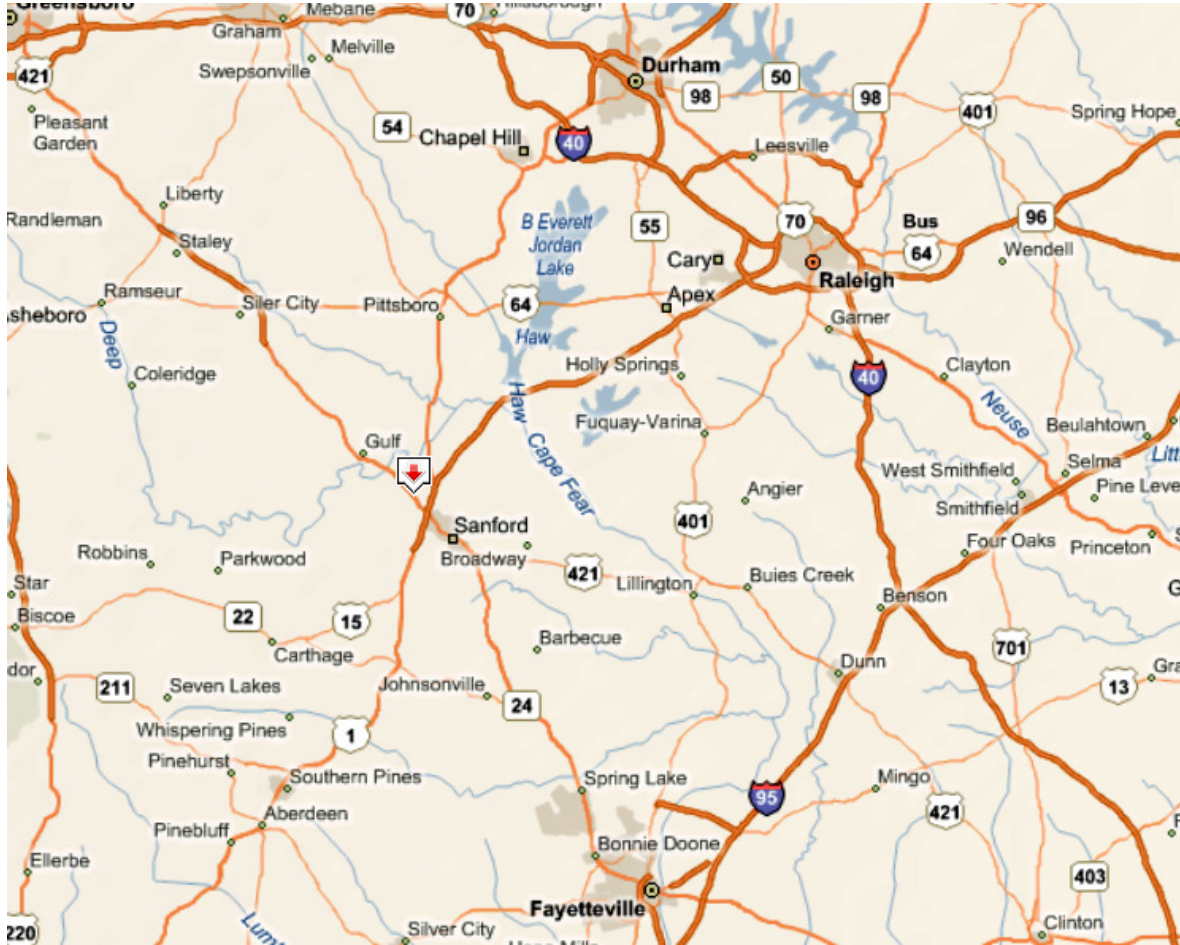 Greensboro
Mebane
70
Hillsborough
Graham
Melville
Swepsonville
421
Durham
50
98
98
401
Spring Hope
Pleasant
Garden
54
Chapel Hill
40
Leesville
Liberty
Randleman
B Everett
Jordan
Lake
55
70
Bus
64
96
Wendell
Staley
Cary
Raleigh
Ramseur
Siler City
Pittsboro
64
Apex
Garner
Asheboro
Deep
Haw
Holly Springs
40
Clayton
Coleridge
Haw
Neuse
Fuquay-Varina
Beulahtown
Gulf
Cape Fear
West Smithfield
Selma
Angier
Smithfield
401
Sanford
Robbins
Parkwood
Broadway
421
Four Oaks
Princeton
Star
Lillington
Buies Creek
Benson
Biscoe
22
15
Barbecue
701
Carthage
dor
211
Seven Lakes
Johnsonville
24
Dunn
13
Gra
Whispering Pines
1
Pinehurst
Southern Pines
Spring Lake
95
Mingo
421
Aberdeen
Pinebluff
Bonnie Doone
Ellerbe
403
Fayetteville
Clinton
220
Silver City